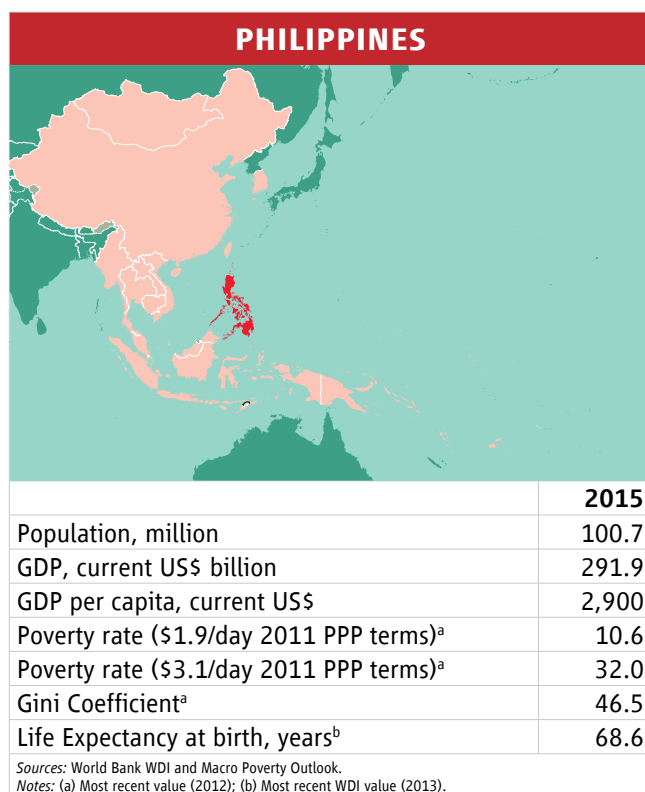 PHILIPPINES
2015
Population, million 100.7
GDP, current US$ billion 291.9
GDP per capita, current US$ 2,900
Poverty rate ($1.9/day 2011 PPP terms)ᵃ 10.6
Poverty rate ($3.1/day 2011 PPP terms)ᵃ 32.0
Gini Coefficientᵃ 46.5
Life Expectancy at birth, yearsᵇ 68.6
Sources: World Bank WDI and Macro Poverty Outlook.
Notes: (a) Most recent value (2012); (b) Most recent WDI value (2013).